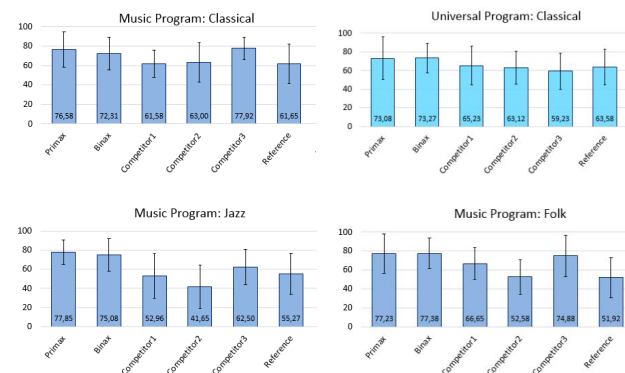 Music Program: Classical
100
80
60
40
20
0
76,58 72,31 61,58 63,00 77,92 61,65
Primax Binax Competitor1 Competitor2 Competitor3 Reference
Universal Program: Classical
100
80
60
40
20
0
73,08 73,27 65,23 63,12 59,23 63,58
Primax Binax Competitor1 Competitor2 Competitor3 Reference
Music Program: Jazz
100
80
60
40
20
0
77,85 75,08 52,96 41,65 62,50 55,27
Primax Binax Competitor1 Competitor2 Competitor3 Reference
Music Program: Folk
100
80
60
40
20
0
77,23 77,38 66,65 52,58 74,88 51,92
Primax Binax Competitor1 Competitor2 Competitor3 Reference